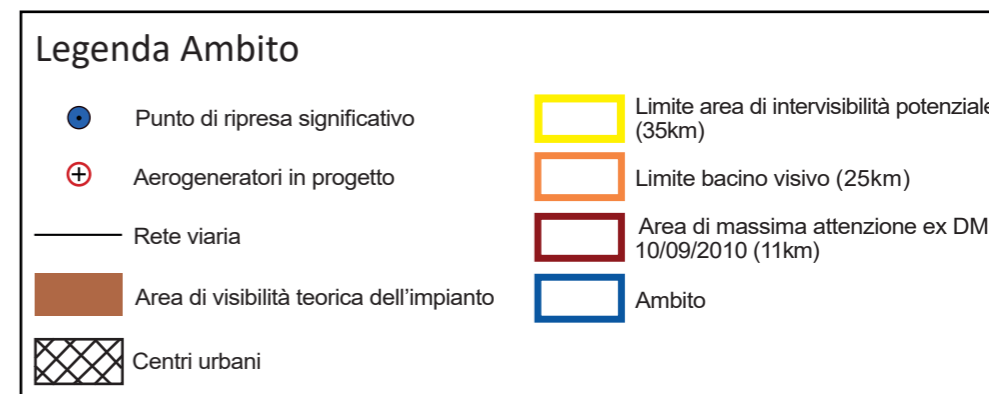 Legenda Ambito
Punto di ripresa significativo
Aerogeneratori in progetto
Rete viaria
Area di visibilità teorica dell'impianto
Centri urbani
Limite area di intervisibilità potenziale
(35km)
Limite bacino visivo (25km)
Area di massima attenzione ex DM
10/09/2010 (11km)
Ambito